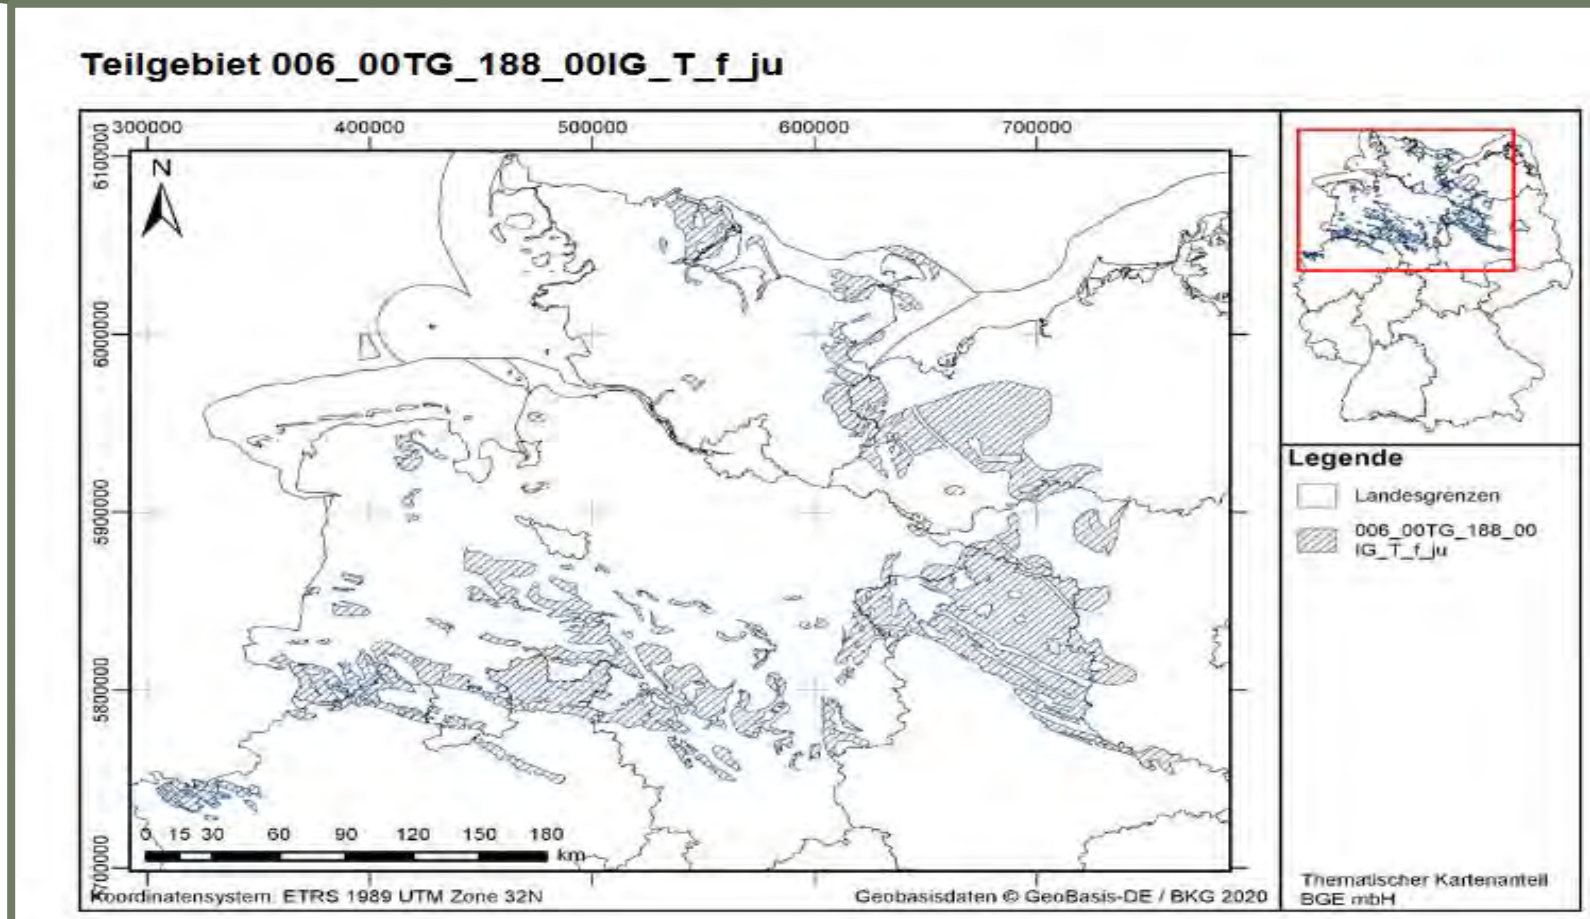 Teilgebiet 006_00TG_188_00IG_T_f_ju
300000 400000 500000 600000 700000
6100000
6000000
5900000
5800000
5700000
N
0 15 30 60 90 120 150 180
km
Koordinatensystem: ETRS 1989 UTM Zone 32N
Geobasisdaten © GeoBasis-DE / BKG 2020
Legende
Landesgrenzen
006_00TG_188_00
IG_T_f_ju
Thematischer Kartenanteil
BGE mbH